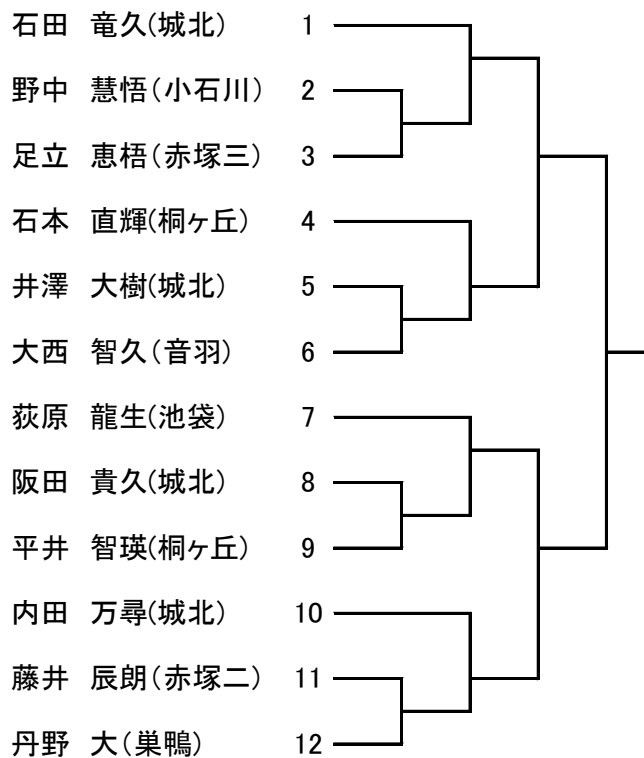 石田　竜久(城北)　1
野中　慧悟(小石川)　2
足立　恵梧(赤塚三)　3
石本　直輝(桐ヶ丘)　4
井澤　大樹(城北)　5
大西　智久(音羽)　6
荻原　龍生(池袋)　7
阪田　貴久(城北)　8
平井　智瑛(桐ヶ丘)　9
内田　万尋(城北)　10
藤井　辰朗(赤塚二)　11
丹野　大(巣鴨)　12